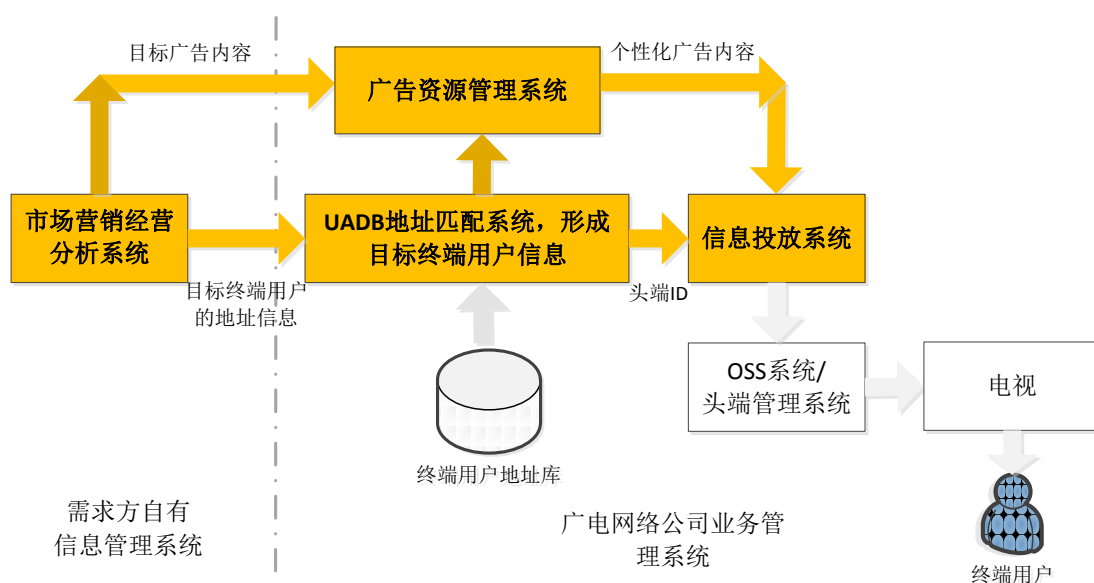 目标广告内容
个性化广告内容
广告资源管理系统
市场营销经营
分析系统
UADB地址匹配系统，形成
目标终端用户信息
信息投放系统
目标终端用户
的地址信息
头端ID
OSS系统/
头端管理系统
电视
终端用户地址库
需求方自有
信息管理系统
广电网络公司业务管
理系统
终端用户